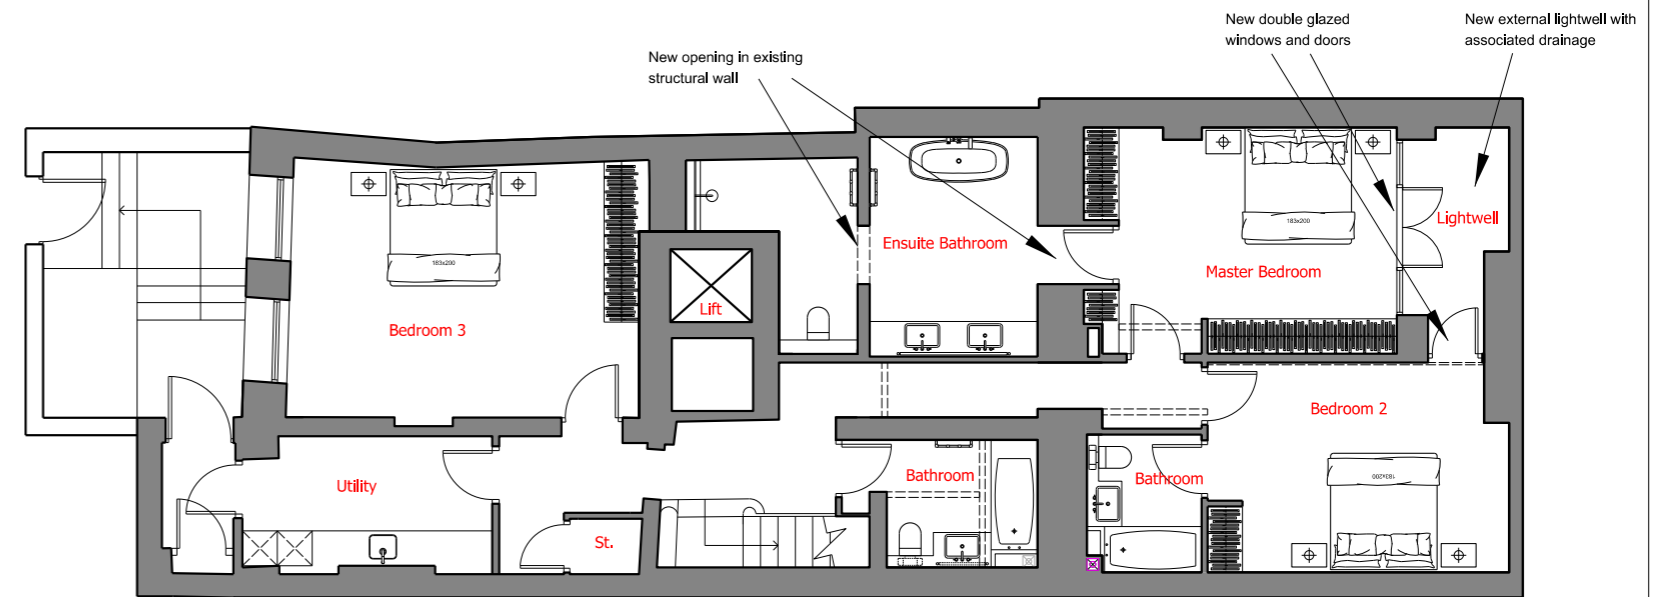 New double glazed
windows and doors
New external lightwell with
associated drainage
New opening in existing
structural wall
Ensuite Bathroom
Lightwell
183x200
Master Bedroom
183x200
Lift
Bedroom 3
Bedroom 2
Bathroom
Bathroom
183x200
Utility
St.